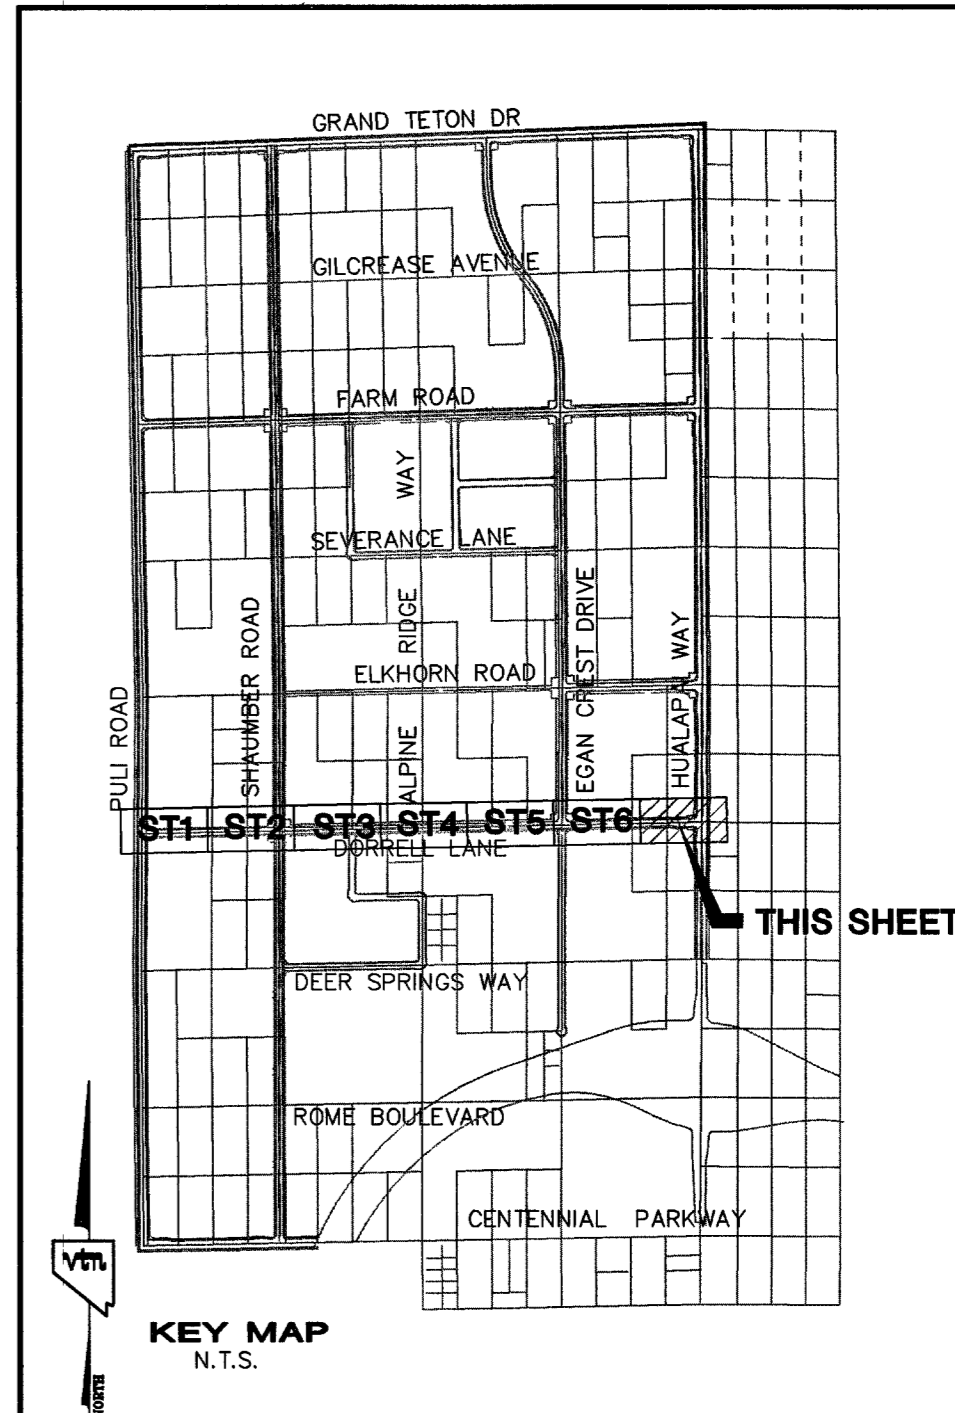 GRAND TETON DR
GILCREASE AVENUE
FARM ROAD
SEVERANCE LANE
ELKHORN ROAD
ALPINE RIDGE WAY
PULI ROAD
SHAUMBER ROAD
EGAN CREST DRIVE
HUALAPAI WAY
ST1 ST2 ST3 ST4 ST5 ST6
DORRELL LANE
THIS SHEET
DEER SPRINGS WAY
ROME BOULEVARD
CENTENNIAL PARKWAY
vtm
KEY MAP
N.T.S.
NORTH